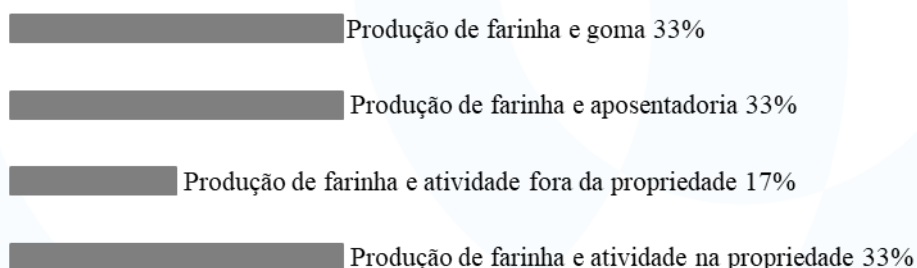 Produção de farinha e goma 33%
Produção de farinha e aposentadoria 33%
Produção de farinha e atividade fora da propriedade 17%
Produção de farinha e atividade na propriedade 33%